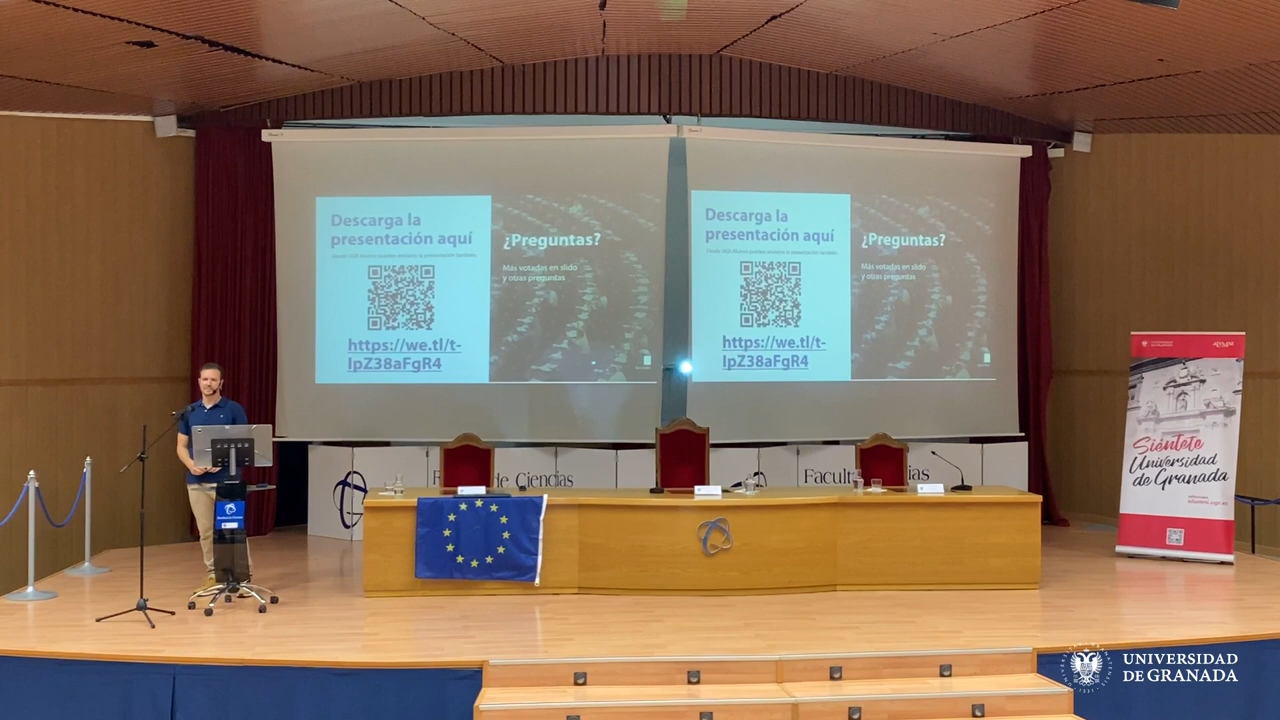 Descarga la
presentación aquí
https://we.tl/t-
IpZ38aFgR4
¿Preguntas?
Más votadas en slido
y otras preguntas
Descarga la
presentación aquí
https://we.tl/t-
IpZ38aFgR4
¿Preguntas?
Más votadas en slido
y otras preguntas
de Ciencias
Facultad
Siéntete
Universidad
de Granada
UNIVERSIDAD
DE GRANADA